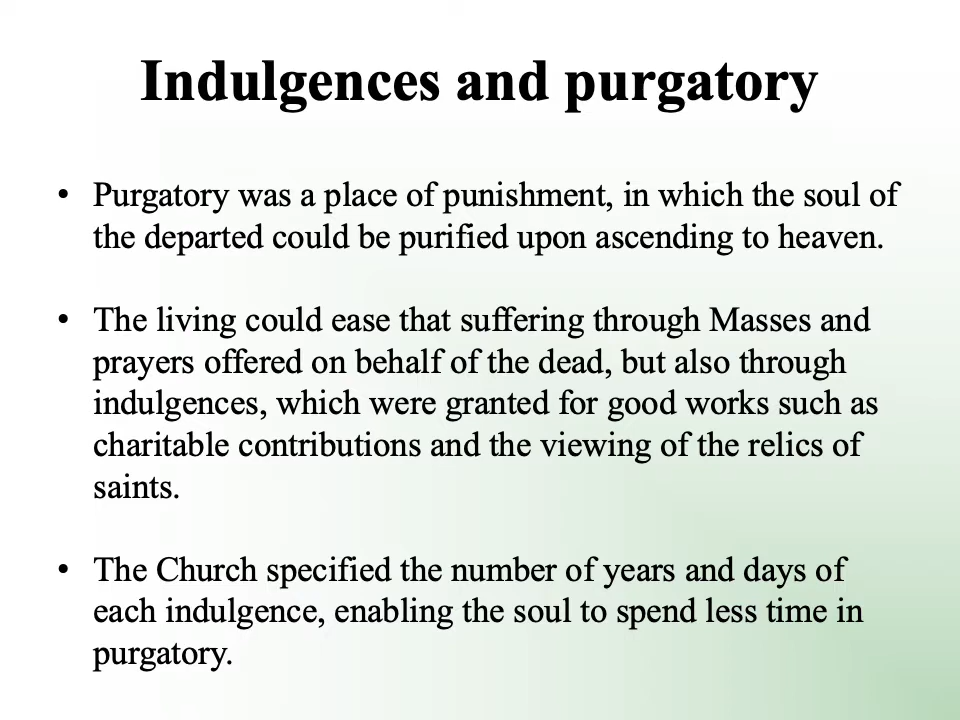 Indulgences and purgatory
• Purgatory was a place of punishment, in which the soul of
the departed could be purified upon ascending to heaven.
• The living could ease that suffering through Masses and
prayers offered on behalf of the dead, but also through
indulgences, which were granted for good works such as
charitable contributions and the viewing of the relics of
saints.
• The Church specified the number of years and days of
each indulgence, enabling the soul to spend less time in
purgatory.